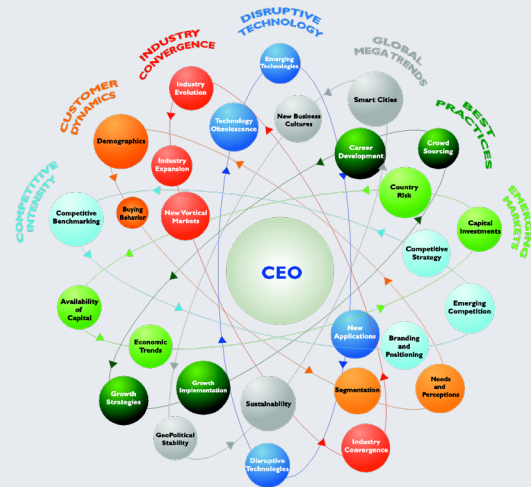 DISRUPTIVE
TECHNOLOGY
INDUSTRY
CONVERGENCE
GLOBAL
MEGATRENDS
CUSTOMER
DYNAMICS
BEST
PRACTICES
COMPETITIVE
INTENSITY
EMERGING
MARKETS
Emerging
Technologies
Industry
Evolution
Smart Cities
New Business
Cultures
Technology
Obsolescence
Demographics
Career
Development
Crowd
Sourcing
Industry
Expansion
Country
Risk
Competitive
Benchmarking
Buying
Behavior
New Vertical
Markets
Capital
Investments
Competitive
Strategy
CEO
Availability
of
Capital
Emerging
Competition
New
Applications
Economic
Trends
Branding
and
Positioning
Growth
Strategies
Growth
Implementation
Sustainability
Segmentation
Needs
and
Perceptions
GeoPolitical
Stability
Disruptive
Technologies
Industry
Convergence